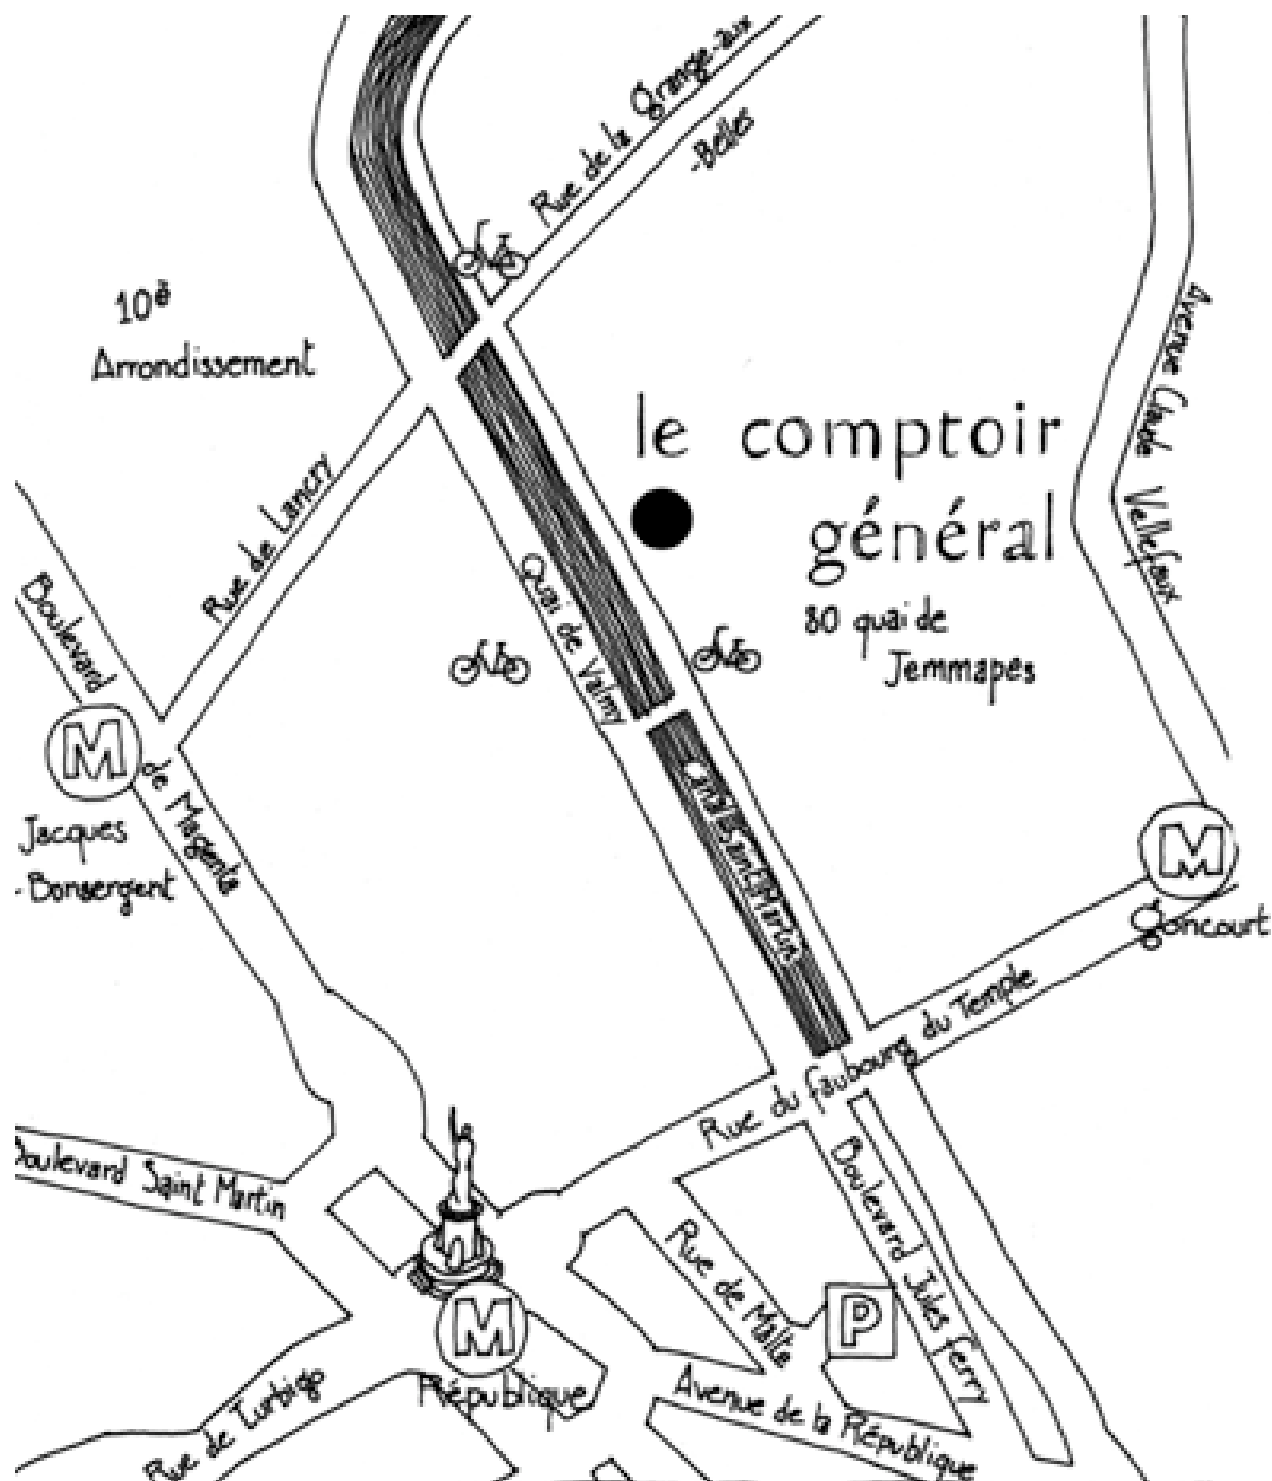 Rue de la Grange-aux
-Belles
10è
Arrondissement
Avenue Claude Vellefaux
le comptoir
général
80 quai de
Jemmapes
Rue de Lancry
Quai de Valmy
Boulevard
de Magenta
M
Jacques
-Bonsergent
Canal Saint Martin
M
Goncourt
Rue du faubourg du Temple
Boulevard Saint Martin
Boulevard Jules ferry
Rue de Malte
P
M
République
Avenue de la République
Rue de Turbigo